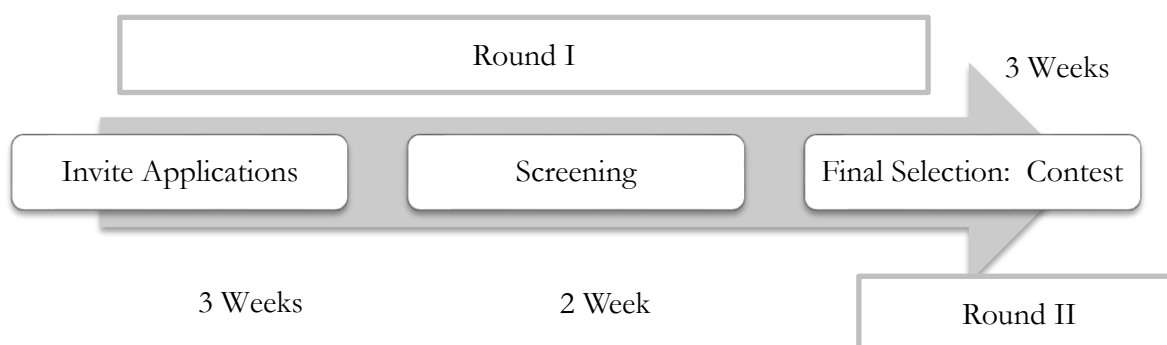 Round I
3 Weeks
Invite Applications
Screening
Final Selection: Contest
3 Weeks
2 Week
Round II